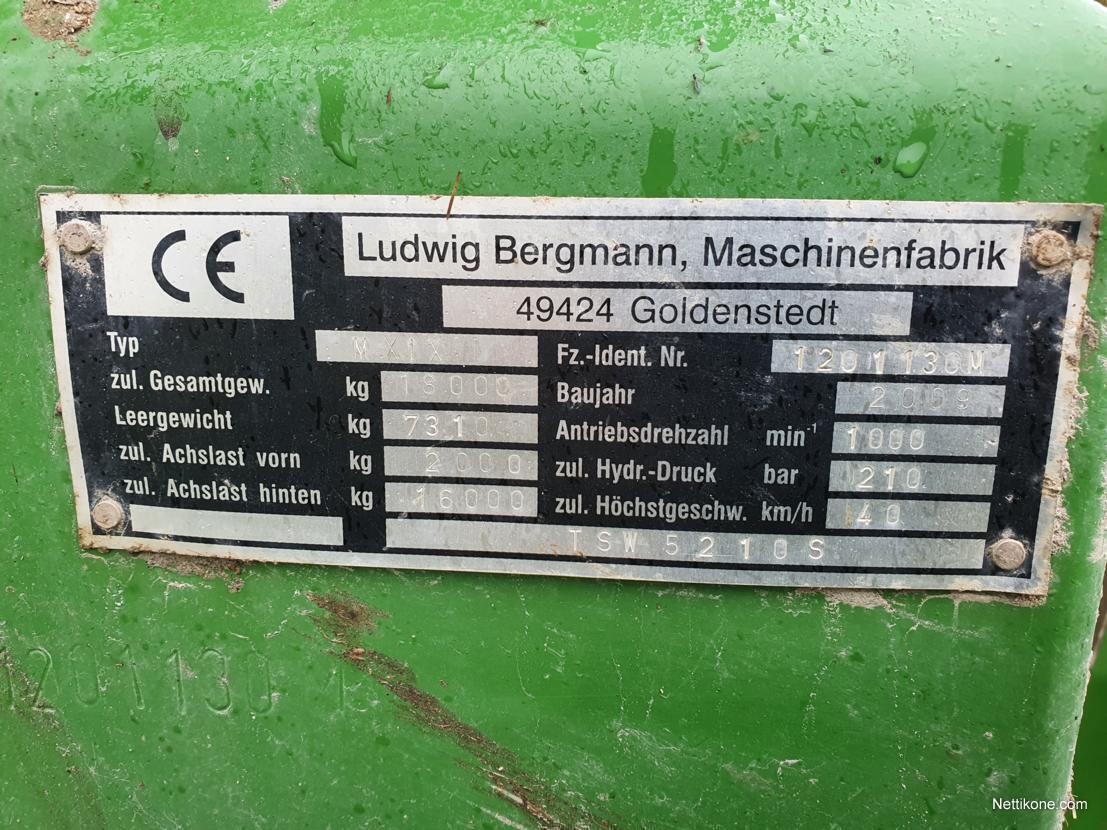 CE
Ludwig Bergmann, Maschinenfabrik
49424 Goldenstedt
Typ
Fz.-Ident. Nr. 1201130M
zul. Gesamtgew. kg 18000
Baujahr 2009
Leergewicht kg 7310
Antriebsdrehzahl min⁻¹ 1000
zul. Achslast vorn kg 2000
zul. Hydr.-Druck bar 210
zul. Achslast hinten kg 16000
zul. Höchstgeschw. km/h 40
TSW 5210S
1201130
Nettikone.com